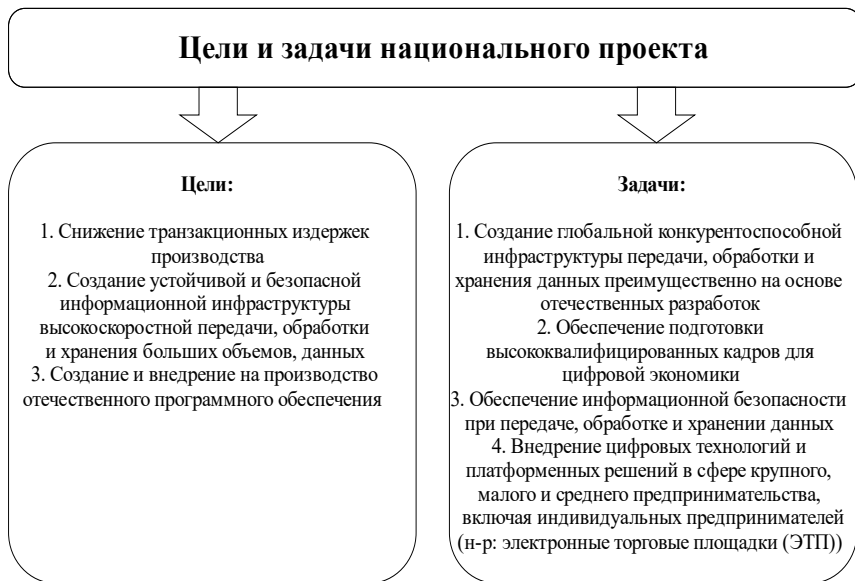 Цели и задачи национального проекта
Цели:
1. Снижение транзакционных издержек
производства
2. Создание устойчивой и безопасной
информационной инфраструктуры
высокоскоростной передачи, обработки
и хранения больших объемов, данных
3. Создание и внедрение на производство
отечественного программного обеспечения
Задачи:
1. Создание глобальной конкурентоспособной
инфраструктуры передачи, обработки и
хранения данных преимущественно на основе
отечественных разработок
2. Обеспечение подготовки
высококвалифицированных кадров для
цифровой экономики
3. Обеспечение информационной безопасности
при передаче, обработке и хранении данных
4. Внедрение цифровых технологий и
платформенных решений в сфере крупного,
малого и среднего предпринимательства,
включая индивидуальных предпринимателей
(н-р: электронные торговые площадки (ЭТП))